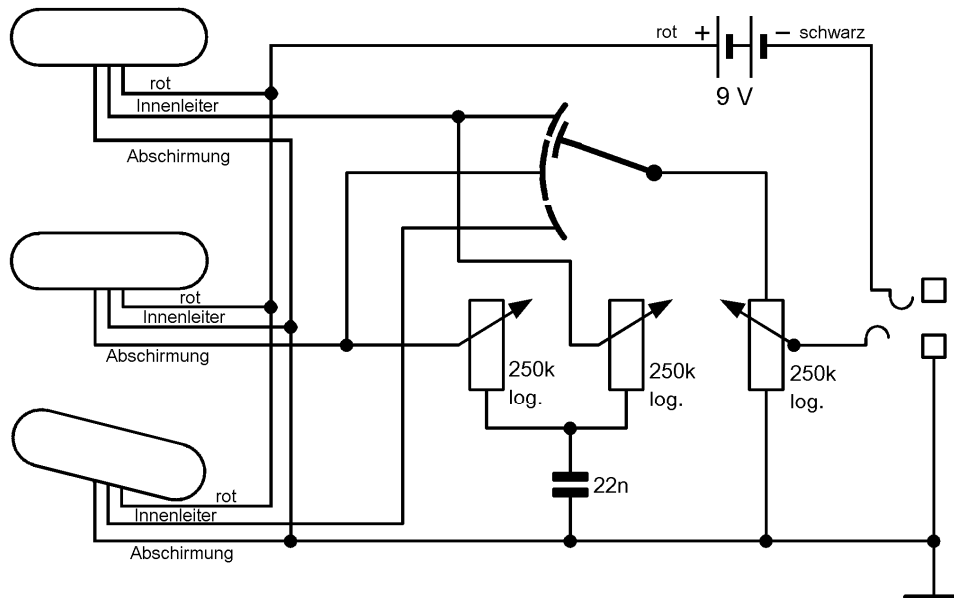 rot + − schwarz
9 V
rot
Innenleiter
Abschirmung
rot
Innenleiter
Abschirmung
250k
log.
250k
log.
250k
log.
22n
rot
Innenleiter
Abschirmung